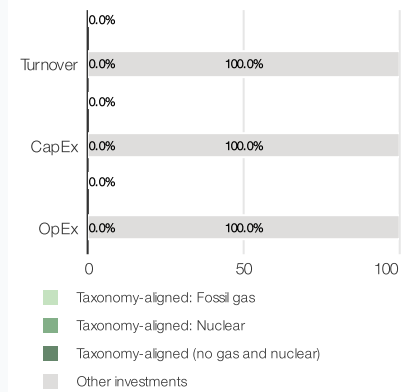 0.0%
Turnover 0.0% 100.0%
0.0%
CapEx 0.0% 100.0%
0.0%
OpEx 0.0% 100.0%
0 50 100
Taxonomy-aligned: Fossil gas
Taxonomy-aligned: Nuclear
Taxonomy-aligned (no gas and nuclear)
Other investments